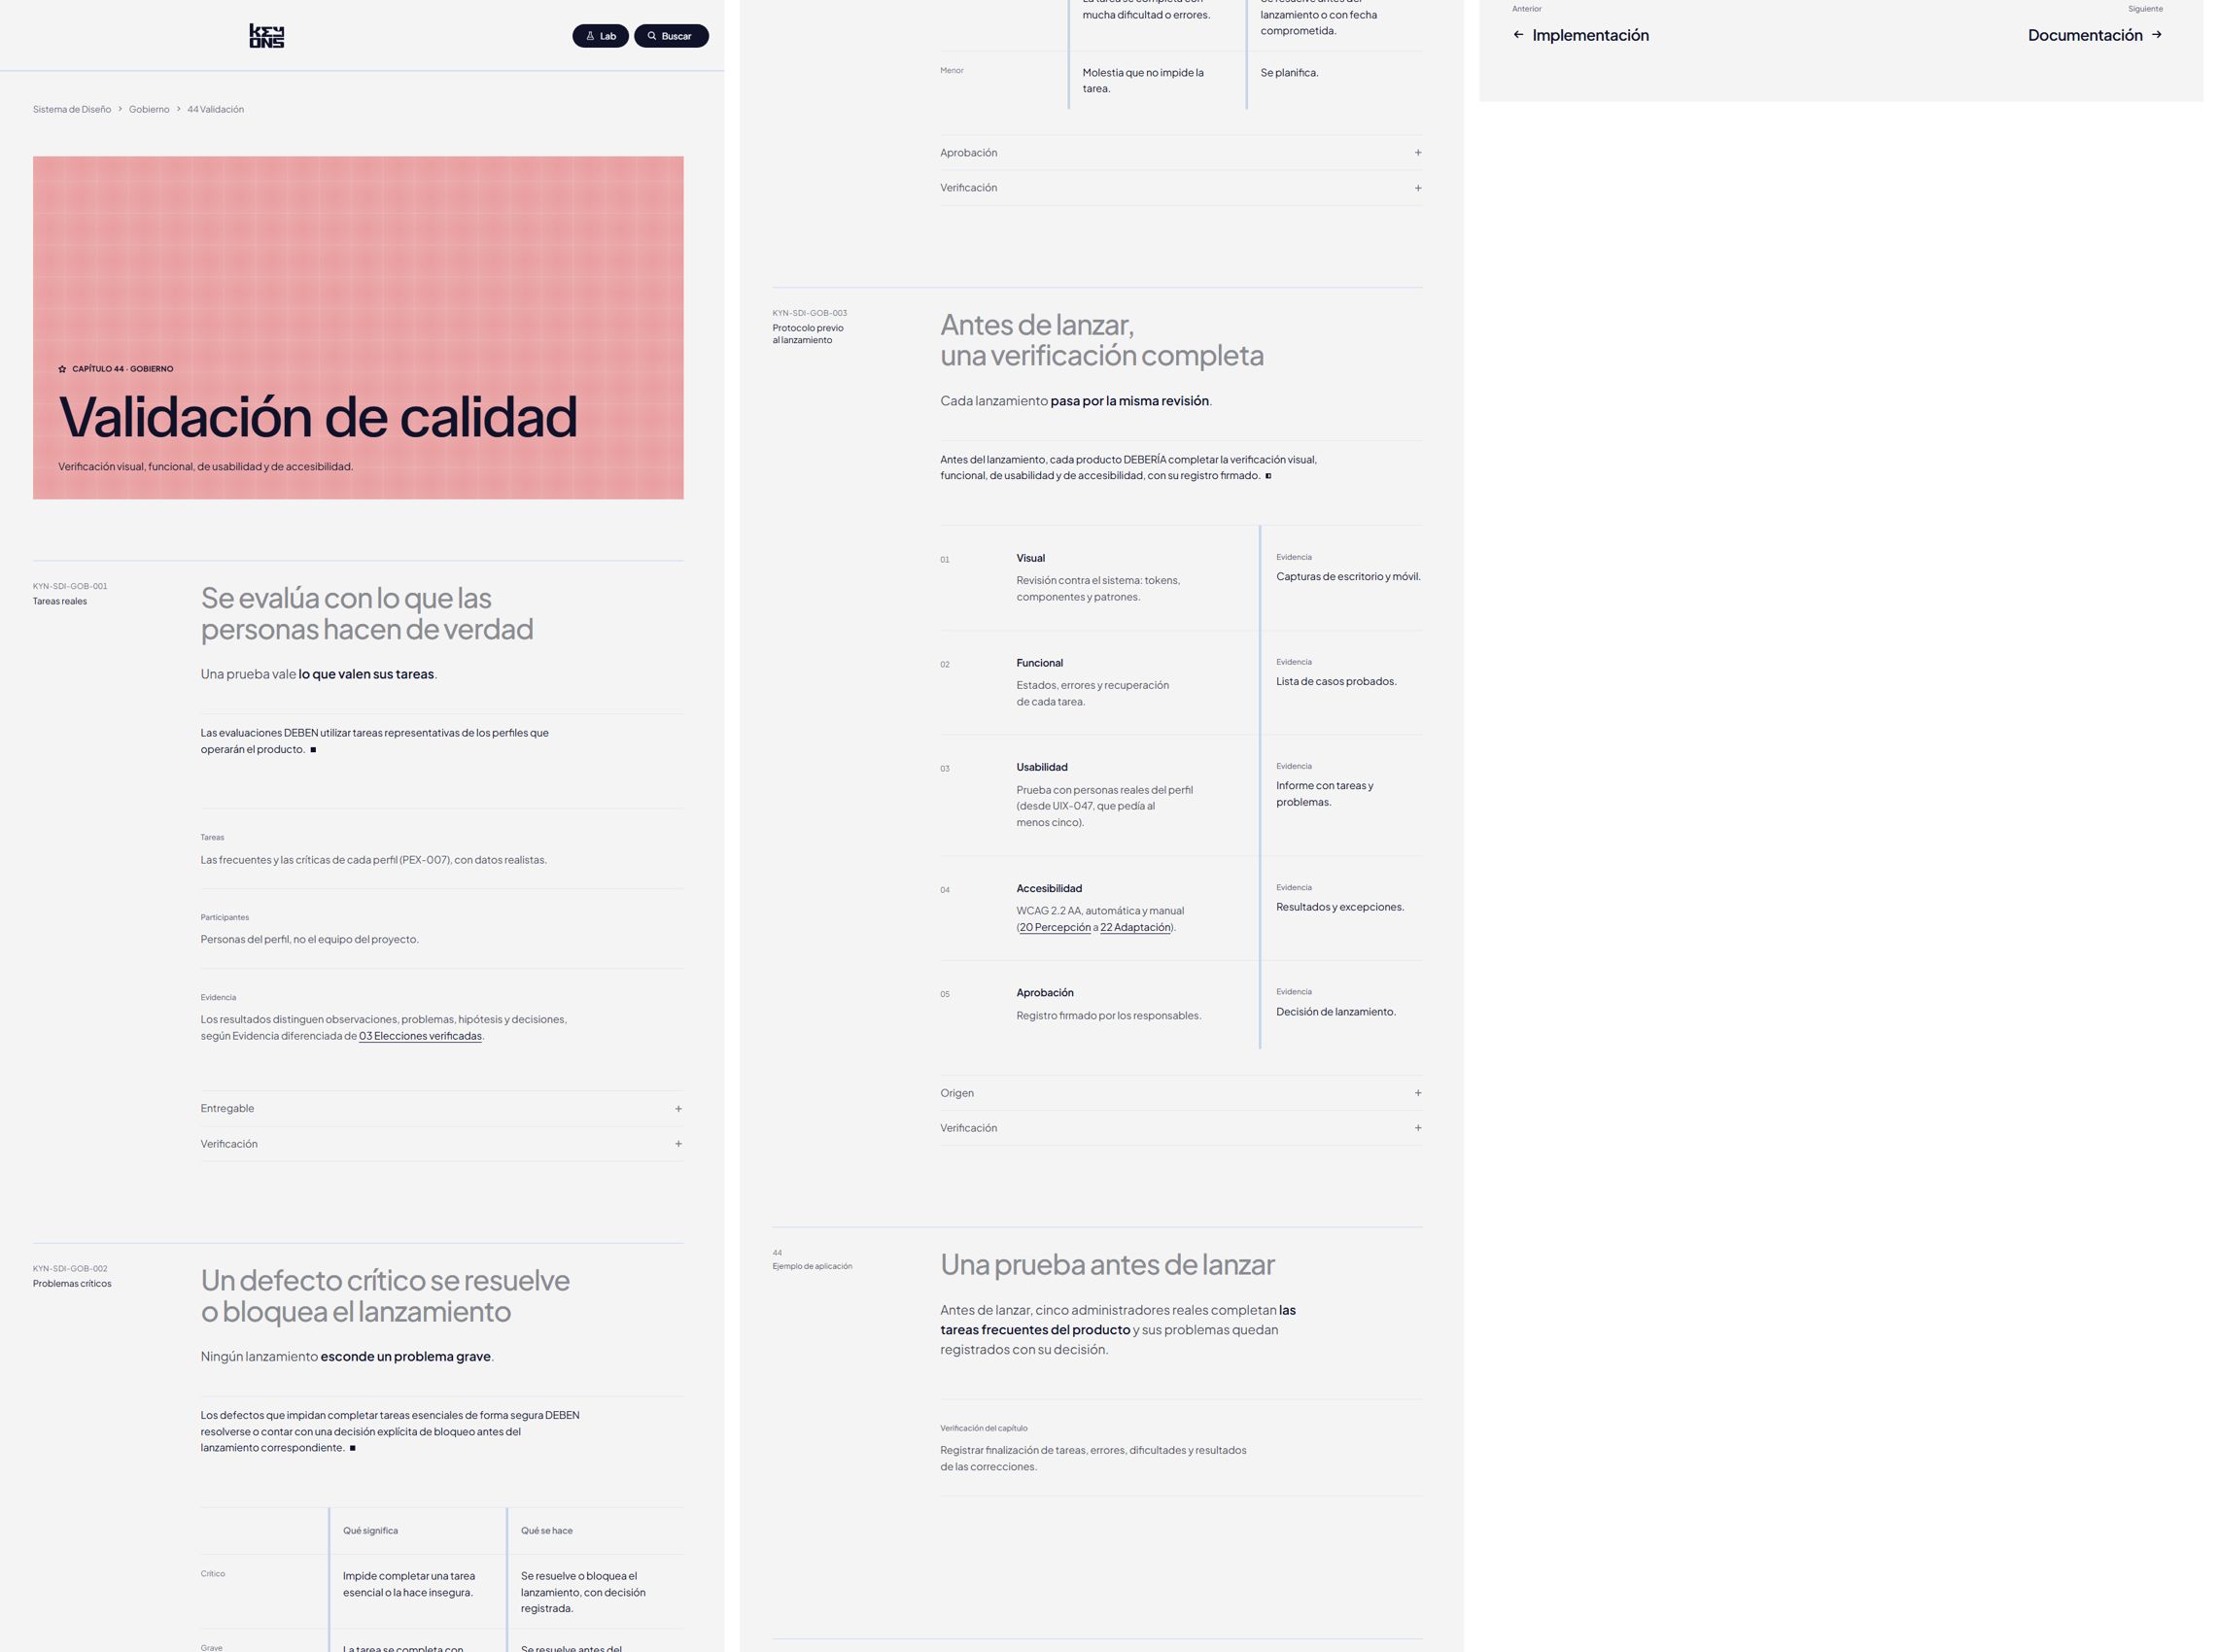 KEY
ONS
Lab
Buscar
Sistema de Diseño > Gobierno > 44 Validación
CAPÍTULO 44 · GOBIERNO
Validación de calidad
Verificación visual, funcional, de usabilidad y de accesibilidad.
KYN-SDI-GOB-001
Tareas reales
Se evalúa con lo que las
personas hacen de verdad
Una prueba vale lo que valen sus tareas.
Las evaluaciones DEBEN utilizar tareas representativas de los perfiles que
operarán el producto.
Tareas
Las frecuentes y las críticas de cada perfil (PEX-007), con datos realistas.
Participantes
Personas del perfil, no el equipo del proyecto.
Evidencia
Los resultados distinguen observaciones, problemas, hipótesis y decisiones,
según Evidencia diferenciada de 03 Elecciones verificadas.
Entregable +
Verificación +
KYN-SDI-GOB-002
Problemas críticos
Un defecto crítico se resuelve
o bloquea el lanzamiento
Ningún lanzamiento esconde un problema grave.
Los defectos que impidan completar tareas esenciales de forma segura DEBEN
resolverse o contar con una decisión explícita de bloqueo antes del
lanzamiento correspondiente.
Qué significa
Qué se hace
Crítico
Impide completar una tarea
esencial o la hace insegura.
Se resuelve o bloquea el
lanzamiento, con decisión
registrada.
Grave
La tarea se completa con
mucha dificultad o errores.
Se resuelve antes del
lanzamiento o con fecha
comprometida.
Menor
Molestia que no impide la
tarea.
Se planifica.
Aprobación +
Verificación +
KYN-SDI-GOB-003
Protocolo previo
al lanzamiento
Antes de lanzar,
una verificación completa
Cada lanzamiento pasa por la misma revisión.
Antes del lanzamiento, cada producto DEBERÍA completar la verificación visual,
funcional, de usabilidad y de accesibilidad, con su registro firmado.
01
Visual
Revisión contra el sistema: tokens,
componentes y patrones.
Evidencia
Capturas de escritorio y móvil.
02
Funcional
Estados, errores y recuperación
de cada tarea.
Evidencia
Lista de casos probados.
03
Usabilidad
Prueba con personas reales del perfil
(desde UIX-047, que pedía al
menos cinco).
Evidencia
Informe con tareas y
problemas.
04
Accesibilidad
WCAG 2.2 AA, automática y manual
(20 Percepción a 22 Adaptación).
Evidencia
Resultados y excepciones.
05
Aprobación
Registro firmado por los responsables.
Evidencia
Decisión de lanzamiento.
Origen +
Verificación +
44
Ejemplo de aplicación
Una prueba antes de lanzar
Antes de lanzar, cinco administradores reales completan las
tareas frecuentes del producto y sus problemas quedan
registrados con su decisión.
Verificación del capítulo
Registrar finalización de tareas, errores, dificultades y resultados
de las correcciones.
Anterior
← Implementación
Siguiente
Documentación →